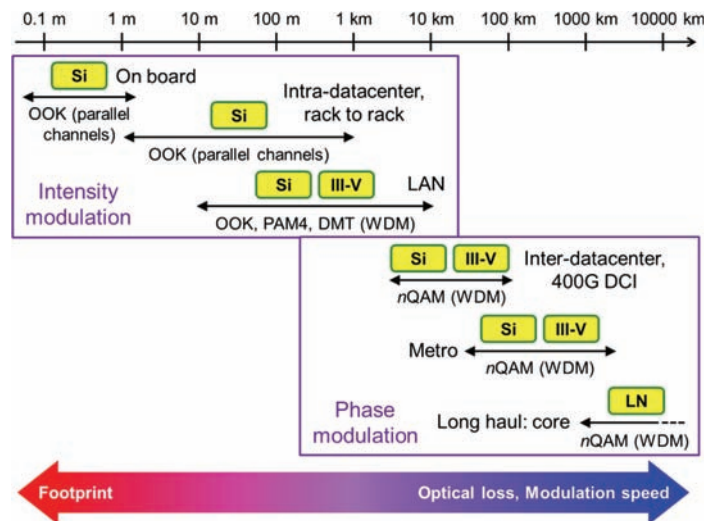 0.1 m 1 m 10 m 100 m 1 km 10 km 100 km 1000 km 10000 km
Si On board
OOK (parallel
channels)
Intra-datacenter,
rack to rack
Si
OOK (parallel channels)
Intensity
modulation
Si III-V LAN
OOK, PAM4, DMT (WDM)
Si III-V Inter-datacenter,
400G DCI
nQAM (WDM)
Si III-V
Metro
nQAM (WDM)
LN
Phase
modulation
Long haul: core
nQAM (WDM)
Footprint Optical loss, Modulation speed